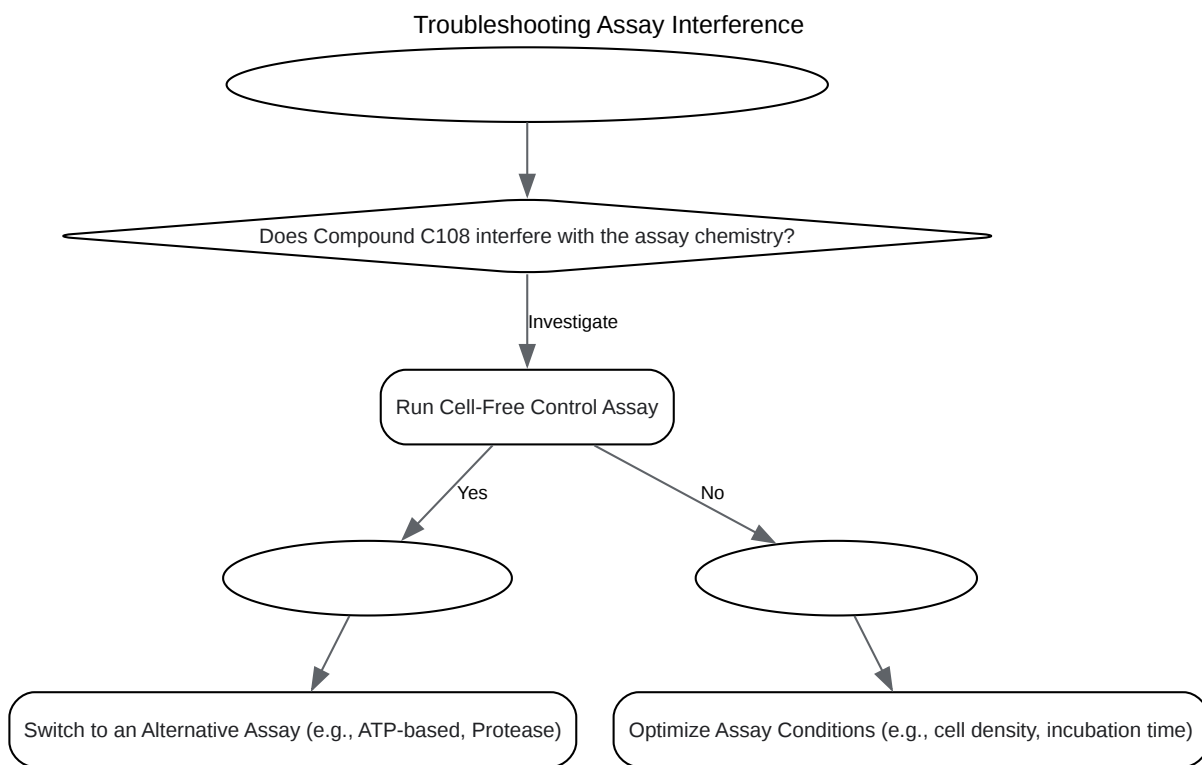 Troubleshooting Assay Interference
Does Compound C108 interfere with the assay chemistry?
Investigate
Run Cell-Free Control Assay
Yes
No
Switch to an Alternative Assay (e.g., ATP-based, Protease)
Optimize Assay Conditions (e.g., cell density, incubation time)